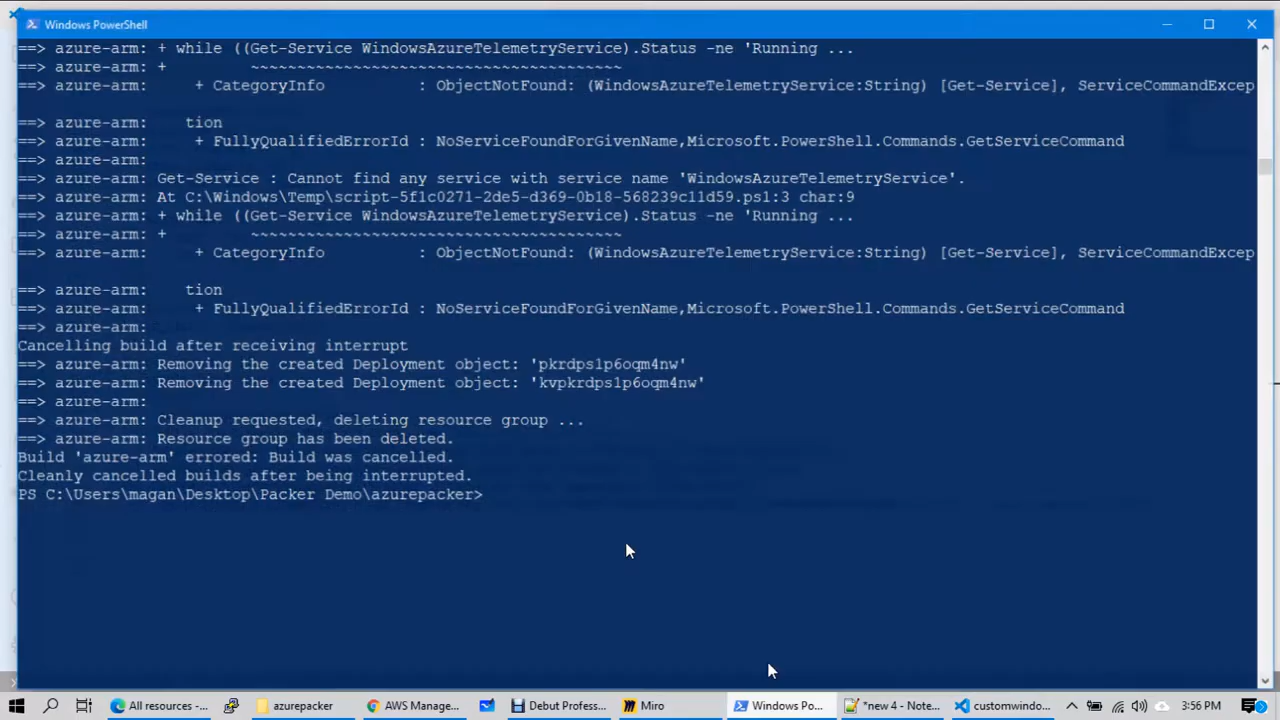 Windows PowerShell
==> azure-arm: + while ((Get-Service WindowsAzureTelemetryService).Status -ne 'Running ...
==> azure-arm: +         ~~~~~~~~~~~~~~~~~~~~~~~~~~~~~~~~~~~~~~~~
==> azure-arm:     + CategoryInfo          : ObjectNotFound: (WindowsAzureTelemetryService:String) [Get-Service], ServiceCommandExcep
==> azure-arm:    tion
==> azure-arm:     + FullyQualifiedErrorId : NoServiceFoundForGivenName,Microsoft.PowerShell.Commands.GetServiceCommand
==> azure-arm:
==> azure-arm: Get-Service : Cannot find any service with service name 'WindowsAzureTelemetryService'.
==> azure-arm: At C:\Windows\Temp\script-5f1c0271-2de5-d369-0b18-568239c11d59.ps1:3 char:9
==> azure-arm: + while ((Get-Service WindowsAzureTelemetryService).Status -ne 'Running ...
==> azure-arm: +         ~~~~~~~~~~~~~~~~~~~~~~~~~~~~~~~~~~~~~~~~
==> azure-arm:     + CategoryInfo          : ObjectNotFound: (WindowsAzureTelemetryService:String) [Get-Service], ServiceCommandExcep
==> azure-arm:    tion
==> azure-arm:     + FullyQualifiedErrorId : NoServiceFoundForGivenName,Microsoft.PowerShell.Commands.GetServiceCommand
==> azure-arm:
Cancelling build after receiving interrupt
==> azure-arm: Removing the created Deployment object: 'pkrdps1p6oqm4nw'
==> azure-arm: Removing the created Deployment object: 'kvpkrdps1p6oqm4nw'
==> azure-arm:
==> azure-arm: Cleanup requested, deleting resource group ...
==> azure-arm: Resource group has been deleted.
Build 'azure-arm' errored: Build was cancelled.
Cleanly cancelled builds after being interrupted.
PS C:\Users\magan\Desktop\Packer Demo\azurepacker>
All resources -... azurepacker AWS Manage... Debut Profess... Miro Windows Po... *new 4 - Note... customwindo... 3:56 PM